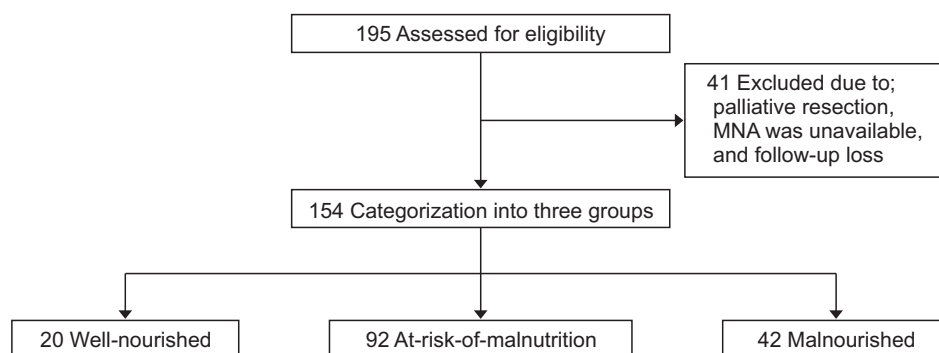 195 Assessed for eligibility
41 Excluded due to;
palliative resection,
MNA was unavailable,
and follow-up loss
154 Categorization into three groups
20 Well-nourished
92 At-risk-of-malnutrition
42 Malnourished